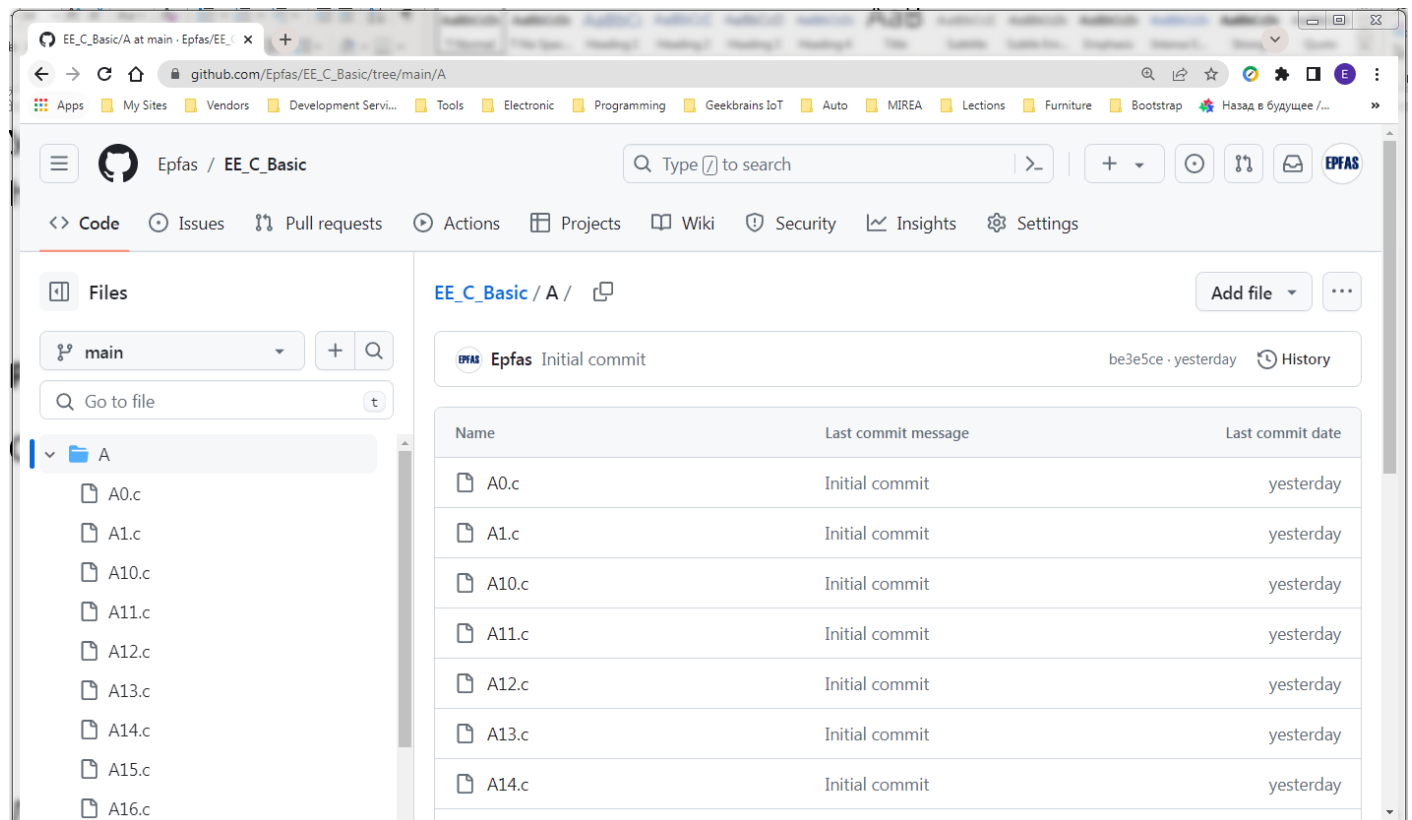 EE_C_Basic/A at main · Epfas/EE_C
github.com/Epfas/EE_C_Basic/tree/main/A
E
Apps My Sites Vendors Development Servi... Tools Electronic Programming Geekbrains IoT Auto MIREA Lections Furniture Bootstrap Назад в будущее /... »
Epfas / EE_C_Basic Type / to search EPFAS
Code Issues Pull requests Actions Projects Wiki Security Insights Settings
Files
main
Go to file t
A
A0.c
A1.c
A10.c
A11.c
A12.c
A13.c
A14.c
A15.c
A16.c
EE_C_Basic / A / Add file ...
EPFAS Epfas Initial commit be3e5ce · yesterday History
Name Last commit message Last commit date
A0.c Initial commit yesterday
A1.c Initial commit yesterday
A10.c Initial commit yesterday
A11.c Initial commit yesterday
A12.c Initial commit yesterday
A13.c Initial commit yesterday
A14.c Initial commit yesterday